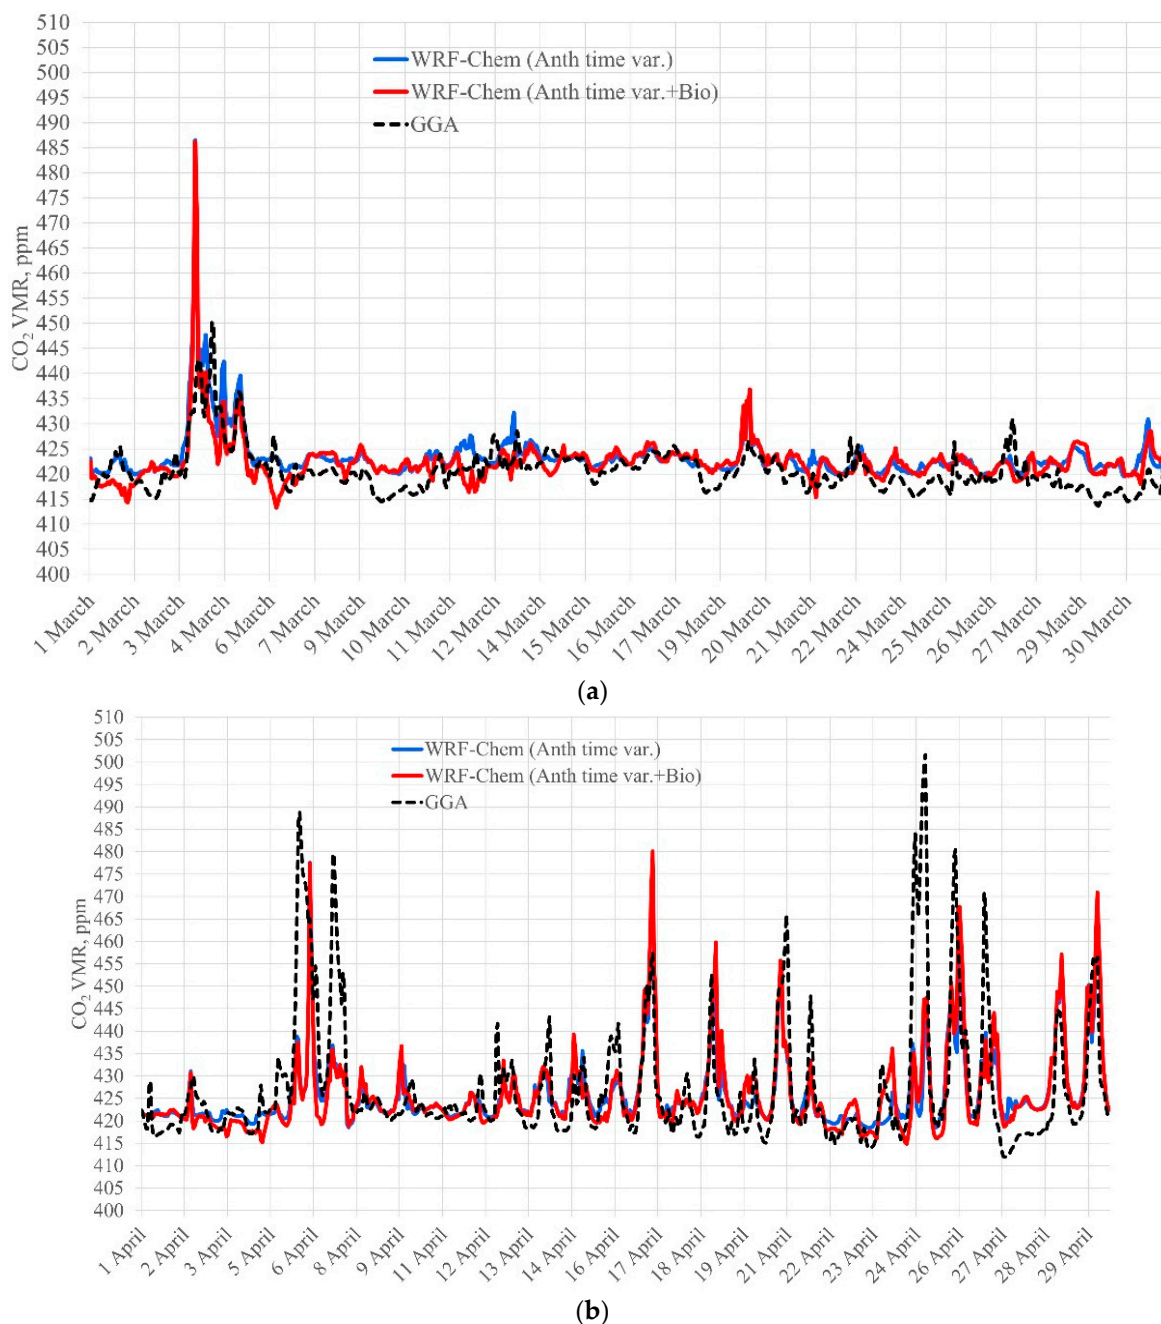 510
505
500
495
490
485
480
475
470
465
460
455
450
445
440
435
430
425
420
415
410
405
400
CO2 VMR, ppm
WRF-Chem (Anth time var.)
WRF-Chem (Anth time var.+Bio)
GGA
1 March
2 March
3 March
4 March
6 March
7 March
9 March
10 March
11 March
12 March
14 March
15 March
16 March
17 March
19 March
20 March
21 March
22 March
24 March
25 March
26 March
27 March
29 March
30 March
(a)
510
505
500
495
490
485
480
475
470
465
460
455
450
445
440
435
430
425
420
415
410
405
400
CO2 VMR, ppm
WRF-Chem (Anth time var.)
WRF-Chem (Anth time var.+Bio)
GGA
1 April
2 April
3 April
5 April
6 April
8 April
9 April
11 April
12 April
13 April
14 April
16 April
17 April
18 April
19 April
21 April
22 April
23 April
24 April
26 April
27 April
28 April
29 April
(b)